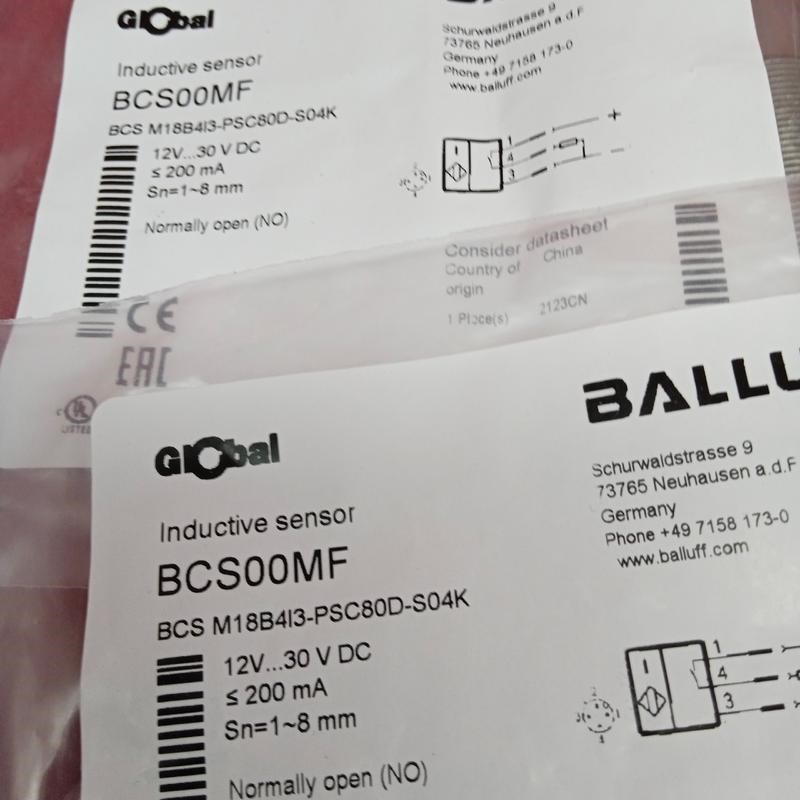 Global
Inductive sensor
BCS00MF
BCS M18B4I3-PSC80D-S04K
12V...30 V DC
≤ 200 mA
Sn=1~8 mm
Normally open (NO)
Schurwaldstrasse 9
73765 Neuhausen a.d.F
Germany
Phone +49 7158 173-0
www.balluff.com
1
4
3
+
-
Consider datasheet
Country of China
origin
1 Piece(s) 2123CN
CE
EAC
c UL
LISTED
Global
Inductive sensor
BCS00MF
BCS M18B4I3-PSC80D-S04K
12V...30 V DC
≤ 200 mA
Sn=1~8 mm
Normally open (NO)
BALLU
Schurwaldstrasse 9
73765 Neuhausen a.d.F
Germany
Phone +49 7158 173-0
www.balluff.com
1
4
3